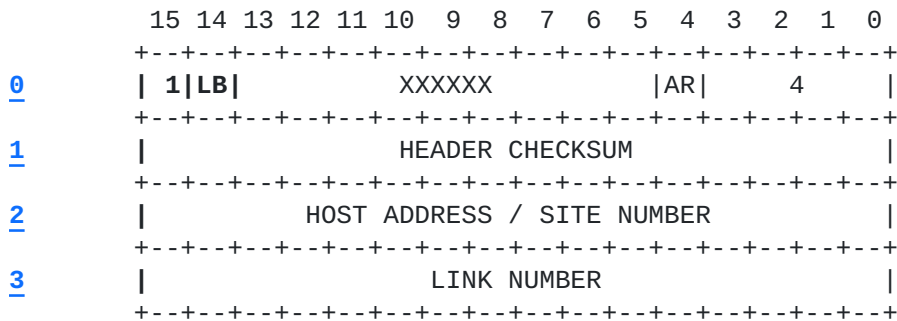 15 14 13 12 11 10  9  8  7  6  5  4  3  2  1  0
+--+--+--+--+--+--+--+--+--+--+--+--+--+--+--+--+
0 | 1|LB|          XXXXXX          |AR|     4     |
+--+--+--+--+--+--+--+--+--+--+--+--+--+--+--+--+
1 |                HEADER CHECKSUM                |
+--+--+--+--+--+--+--+--+--+--+--+--+--+--+--+--+
2 |          HOST ADDRESS / SITE NUMBER           |
+--+--+--+--+--+--+--+--+--+--+--+--+--+--+--+--+
3 |                  LINK NUMBER                  |
+--+--+--+--+--+--+--+--+--+--+--+--+--+--+--+--+